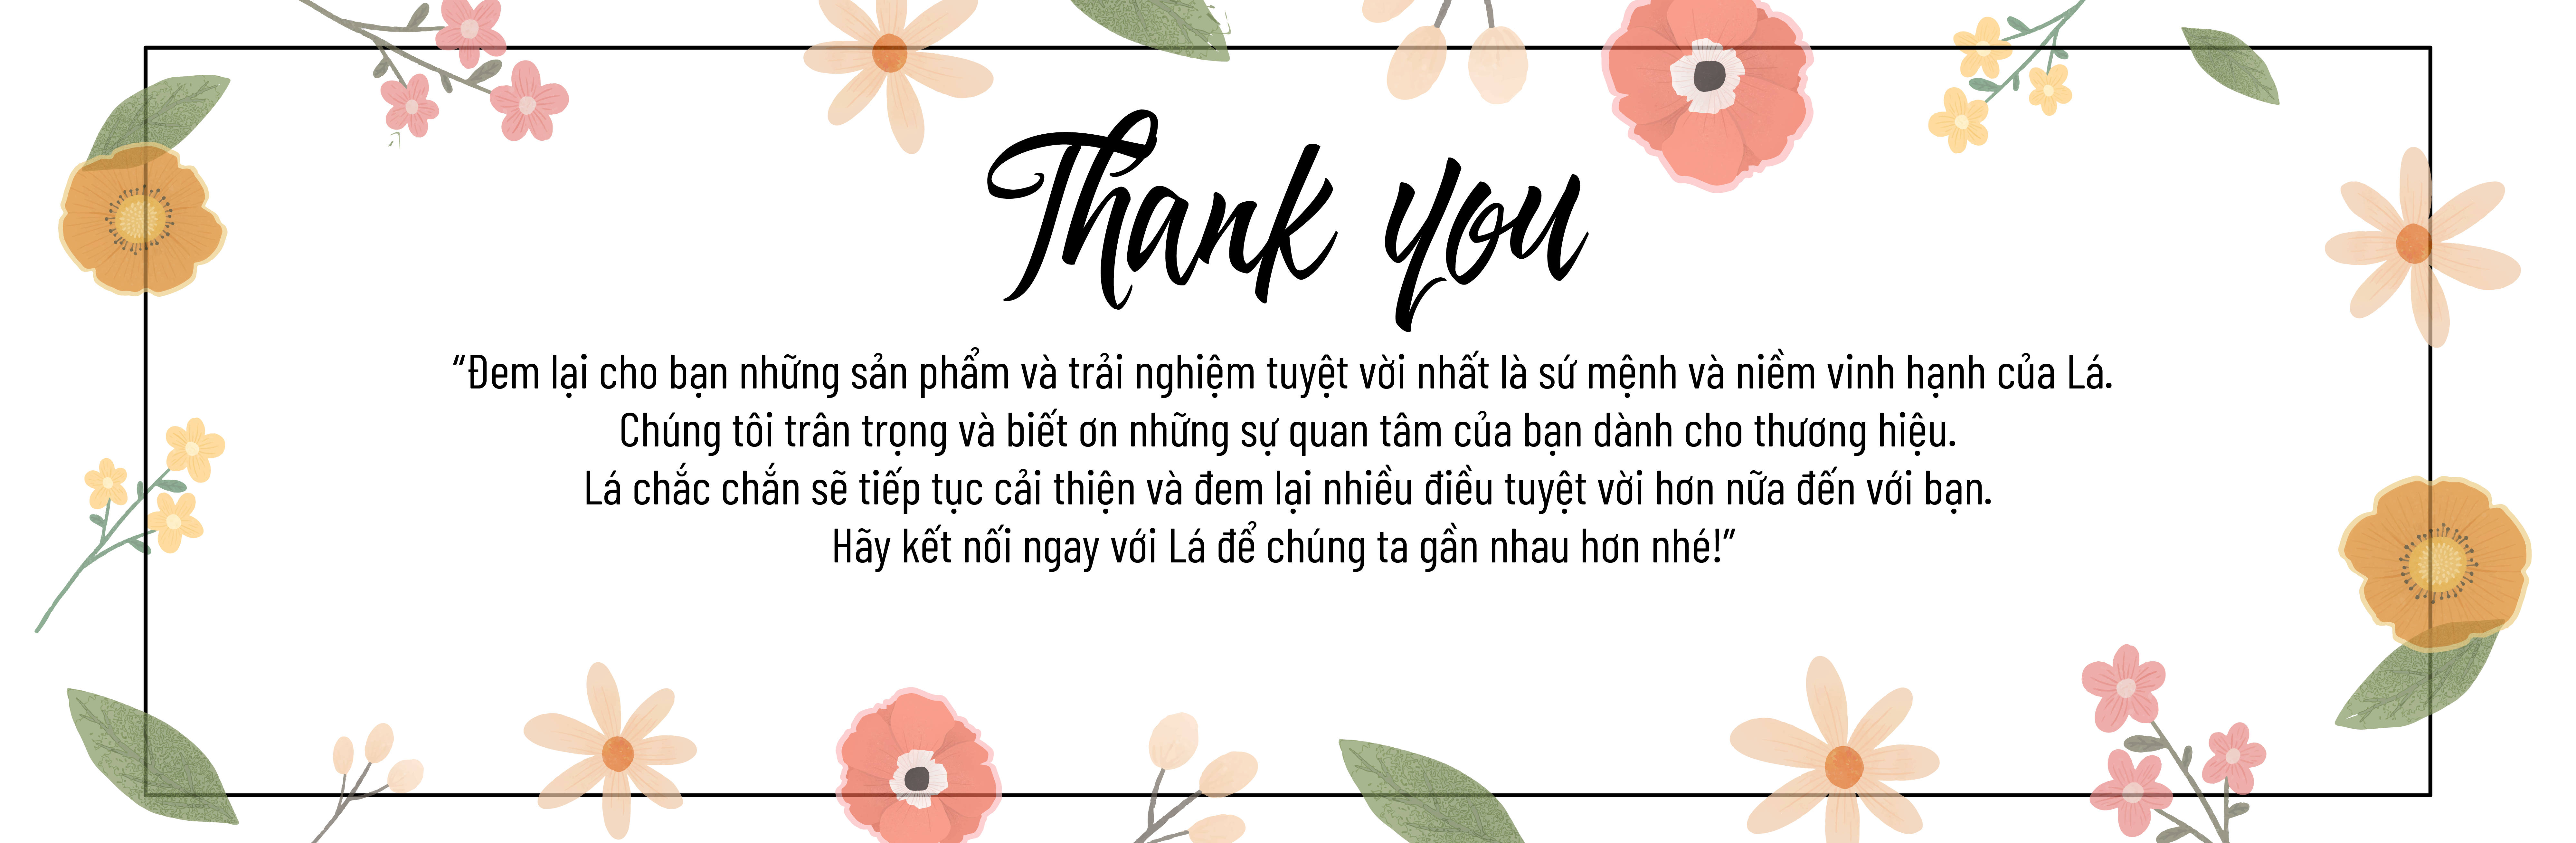 Thank you
“Đem lại cho bạn những sản phẩm và trải nghiệm tuyệt vời nhất là sứ mệnh và niềm vinh hạnh của Lá.
Chúng tôi trân trọng và biết ơn những sự quan tâm của bạn dành cho thương hiệu.
Lá chắc chắn sẽ tiếp tục cải thiện và đem lại nhiều điều tuyệt vời hơn nữa đến với bạn.
Hãy kết nối ngay với Lá để chúng ta gần nhau hơn nhé!”